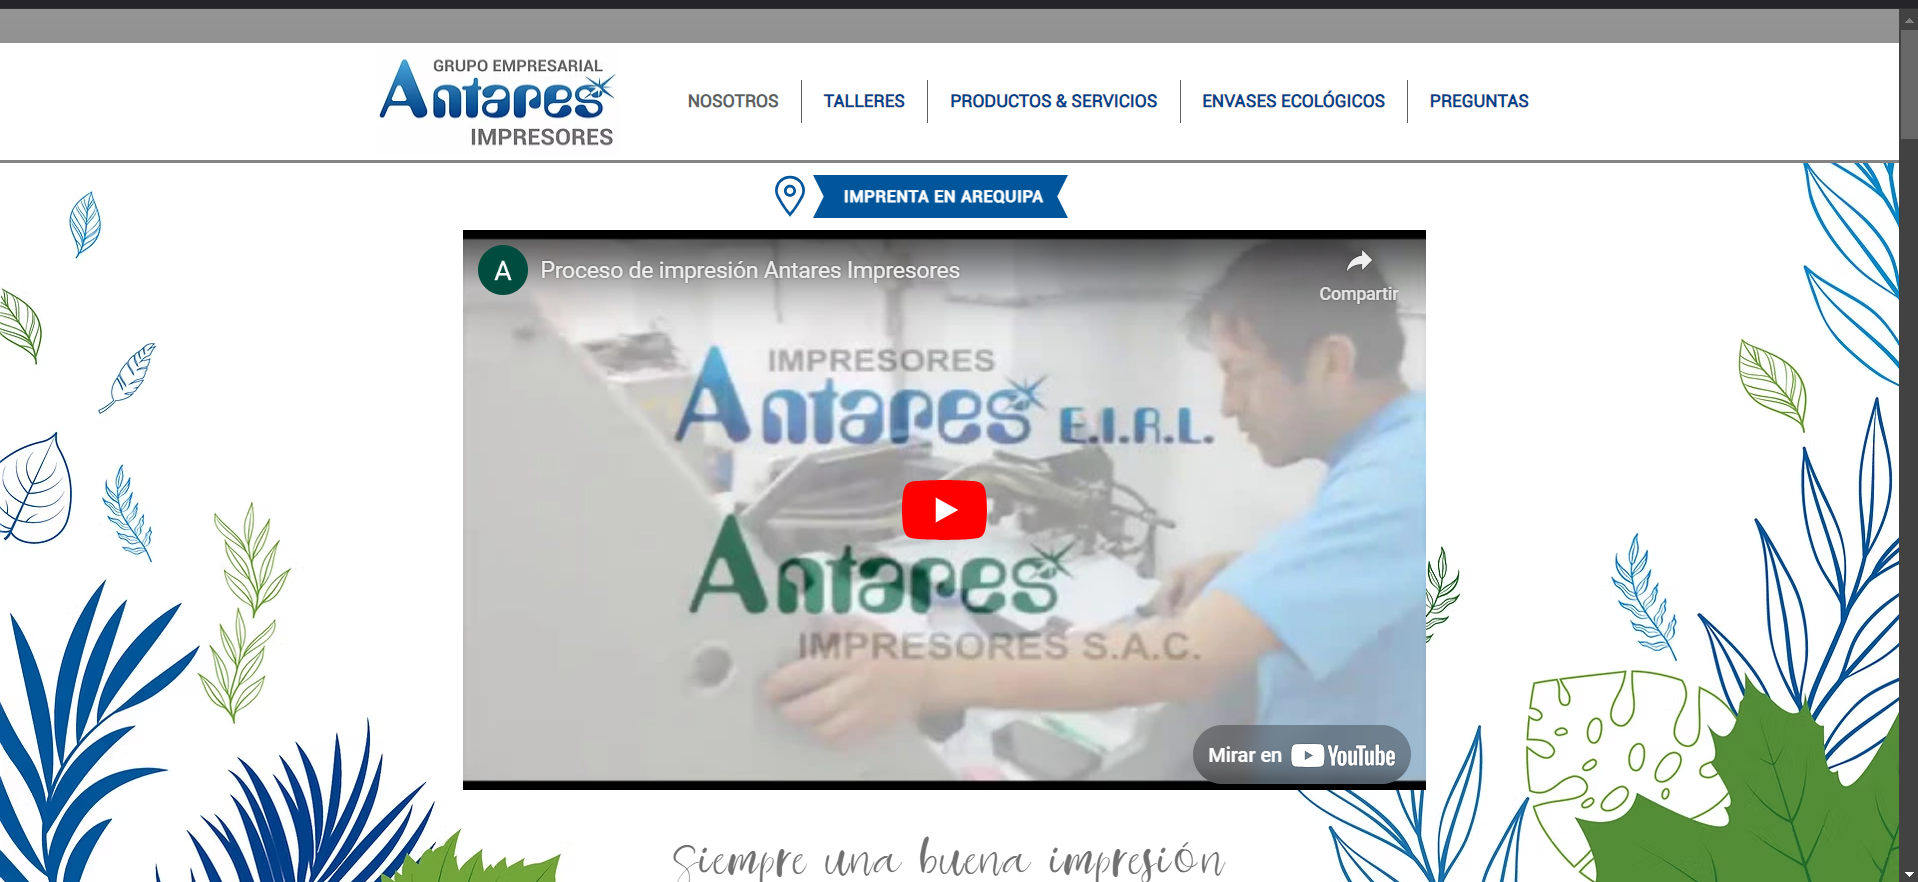 GRUPO EMPRESARIAL
Antares
IMPRESORES
NOSOTROS
TALLERES
PRODUCTOS & SERVICIOS
ENVASES ECOLÓGICOS
PREGUNTAS
IMPRENTA EN AREQUIPA
A
Proceso de impresión Antares Impresores
Compartir
IMPRESORES
Antares E.I.R.L.
Antares
IMPRESORES S.A.C.
Mirar en YouTube
Siempre una buena impresión